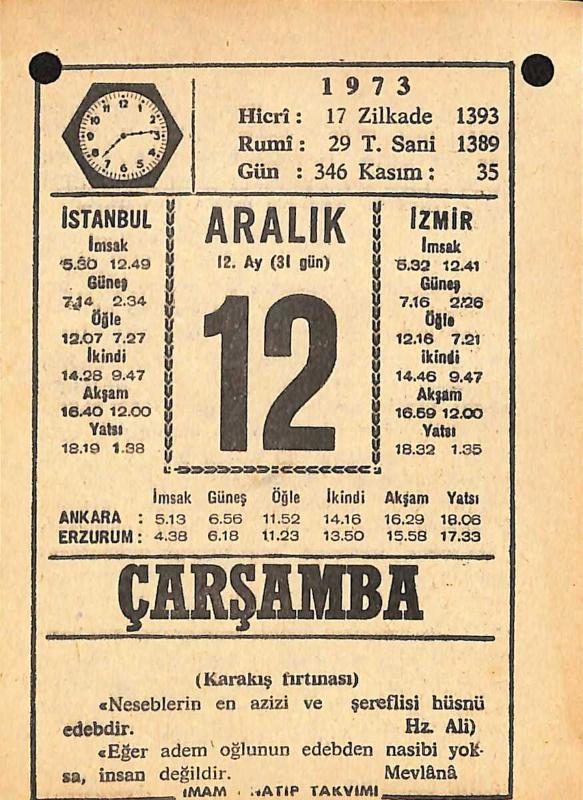 1973
Hicrî : 17 Zilkade 1393
Rumî : 29 T. Sani 1389
Gün : 346 Kasım : 35
İSTANBUL
İmsak
5.30 12.49
Güneş
7.14 2.34
Öğle
12.07 7.27
İkindi
14.28 9.47
Akşam
16.40 12.00
Yatsı
18.19 1.38
ARALIK
12. Ay (31 gün)
12
İZMİR
İmsak
5.32 12.41
Güneş
7.16 2.26
Öğle
12.16 7.21
ikindi
14.46 9.47
Akşam
16.59 12.00
Yatsı
18.32 1.35
İmsak Güneş Öğle İkindi Akşam Yatsı
ANKARA : 5.13 6.56 11.52 14.16 16.29 18.06
ERZURUM : 4.38 6.18 11.23 13.50 15.58 17.33
ÇARŞAMBA
(Karakış fırtınası)
«Neseblerin en azizi ve şereflisi hüsnü
edebdir. Hz. Ali)
«Eğer adem oğlunun edebden nasibi yok-
sa, insan değildir. Mevlânâ
İMAM HATİP TAKVİMİ